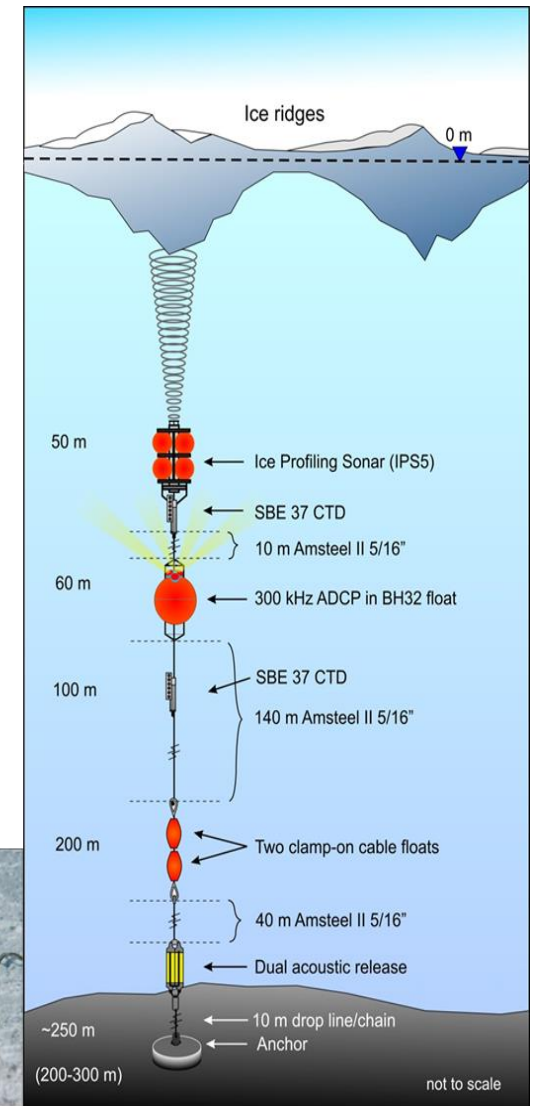 Ice ridges
0 m
50 m
Ice Profiling Sonar (IPS5)
SBE 37 CTD
10 m Amsteel II 5/16”
60 m
300 kHz ADCP in BH32 float
SBE 37 CTD
100 m
140 m Amsteel II 5/16”
200 m
Two clamp-on cable floats
40 m Amsteel II 5/16”
Dual acoustic release
10 m drop line/chain
~250 m
Anchor
(200-300 m)
not to scale